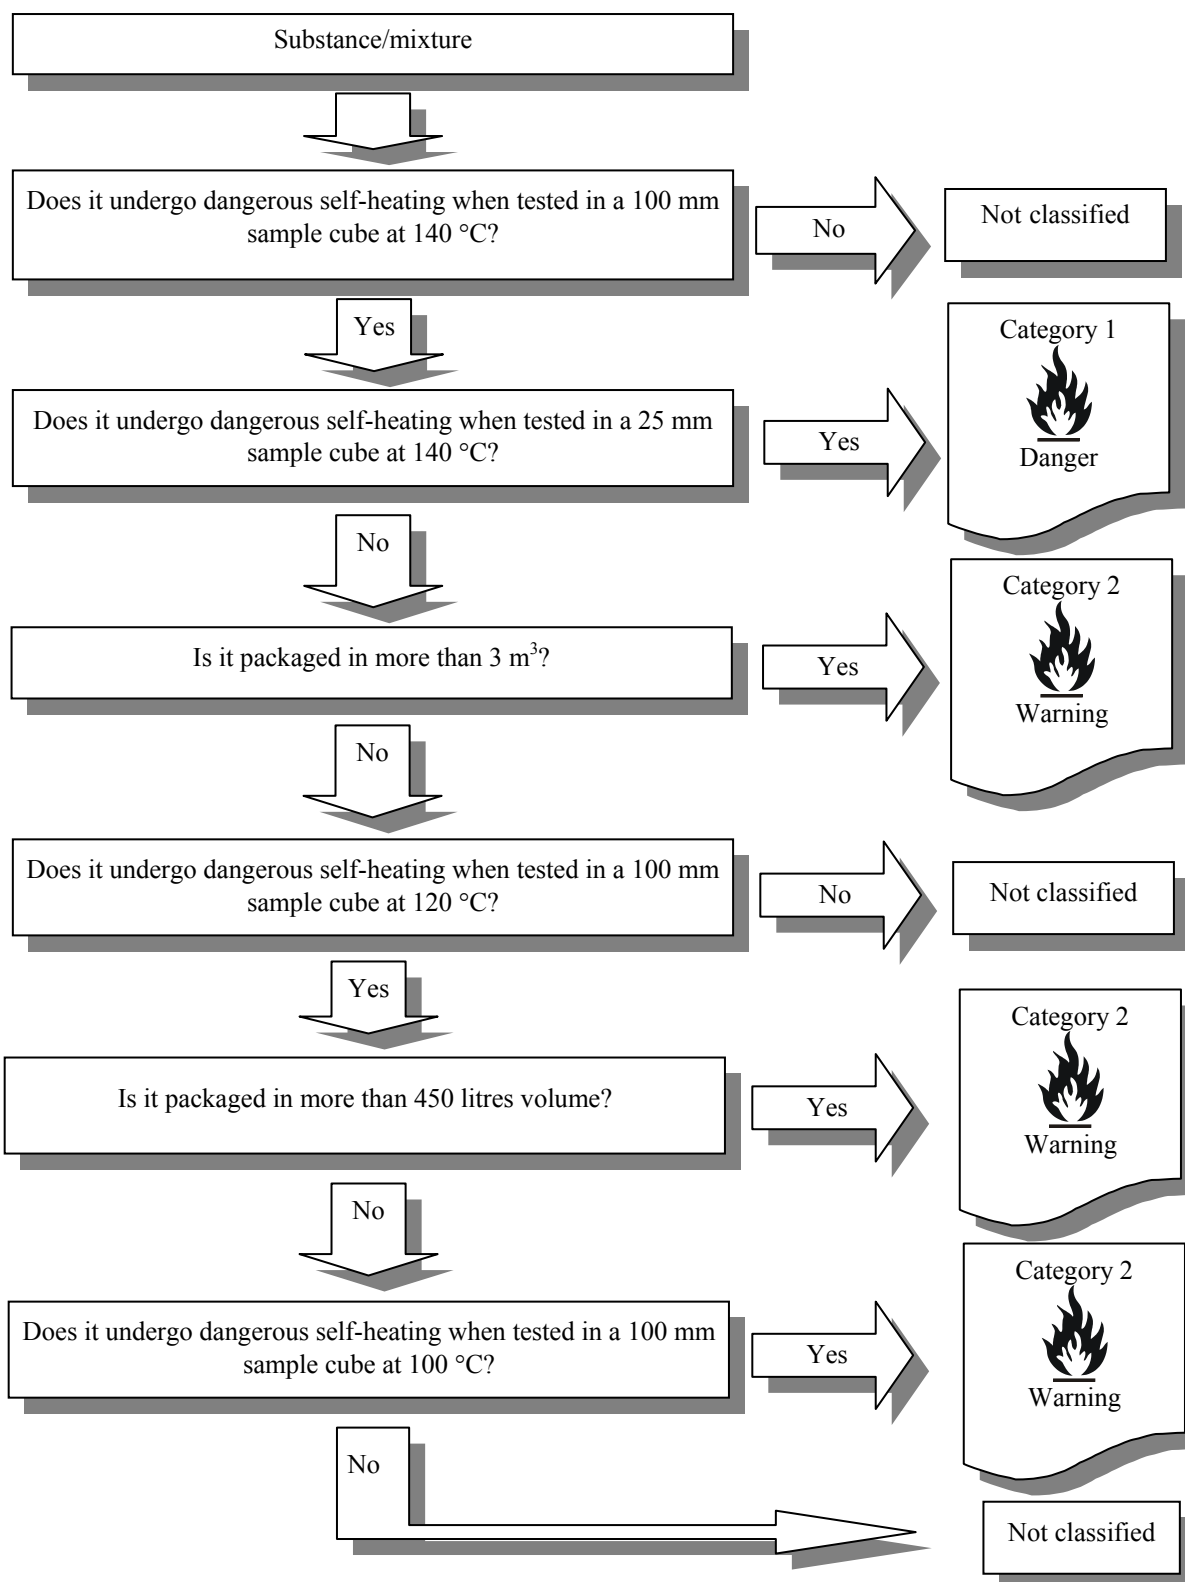 Substance/mixture
Does it undergo dangerous self-heating when tested in a 100 mm
sample cube at 140 °C?
No
Not classified
Yes
Category 1
Danger
Does it undergo dangerous self-heating when tested in a 25 mm
sample cube at 140 °C?
Yes
No
Category 2
Warning
Is it packaged in more than 3 m³?
Yes
No
Does it undergo dangerous self-heating when tested in a 100 mm
sample cube at 120 °C?
No
Not classified
Yes
Category 2
Warning
Is it packaged in more than 450 litres volume?
Yes
No
Category 2
Warning
Does it undergo dangerous self-heating when tested in a 100 mm
sample cube at 100 °C?
Yes
No
Not classified